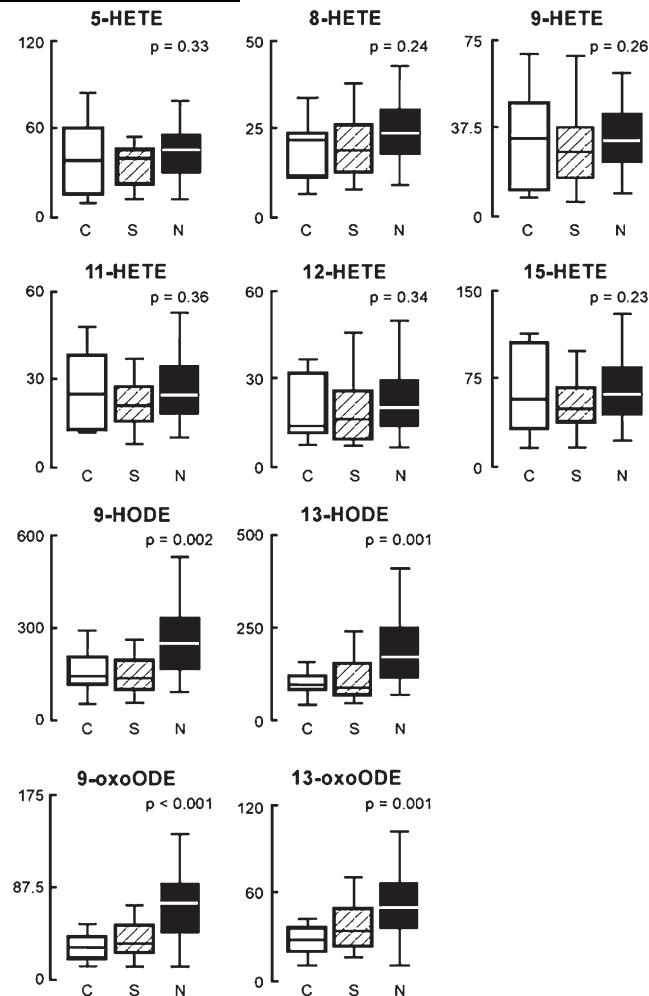 5-HETE 8-HETE 9-HETE
120 p = 0.33 50 p = 0.24 75 p = 0.26
60 25 37.5
0 0 0
C S N C S N C S N
11-HETE 12-HETE 15-HETE
60 p = 0.36 60 p = 0.34 150 p = 0.23
30 30 75
0 0 0
C S N C S N C S N
9-HODE 13-HODE
600 p = 0.002 500 p = 0.001
300 250
0 0
C S N C S N
9-oxoODE 13-oxoODE
175 p < 0.001 120 p = 0.001
87.5 60
0 0
C S N C S N